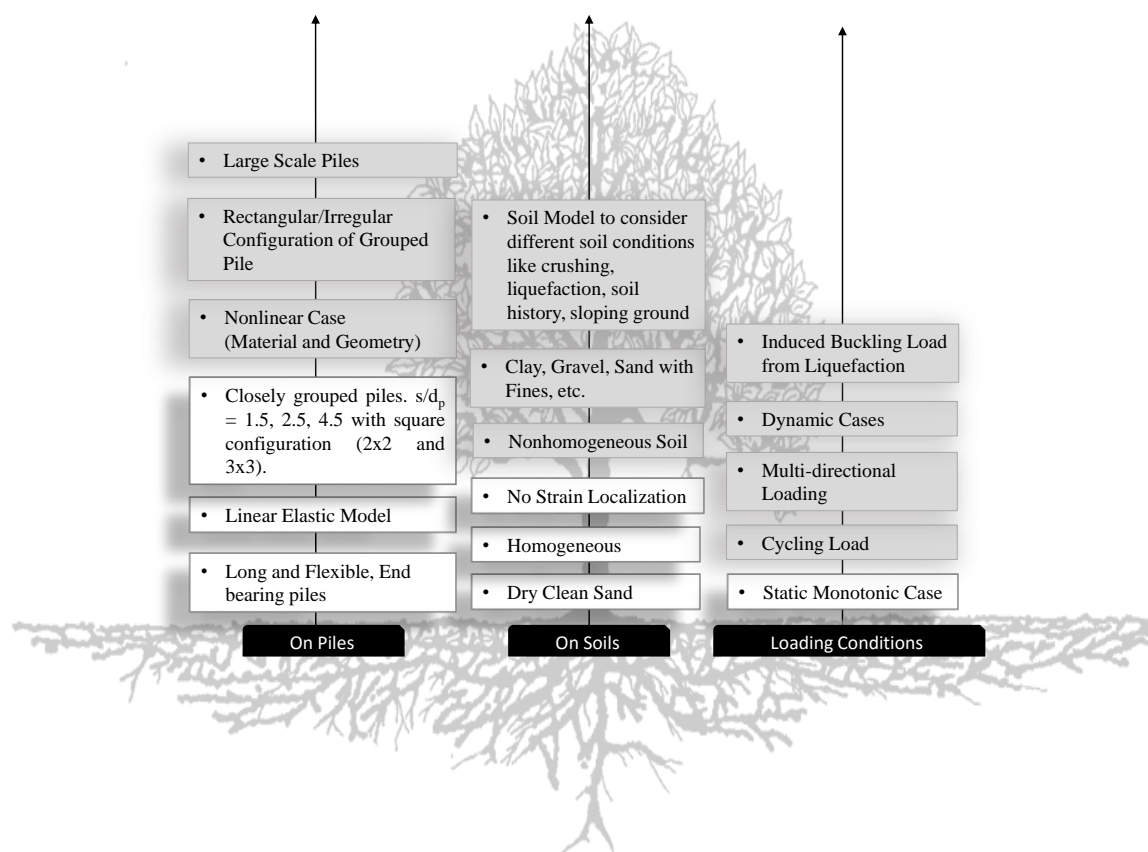 • Large Scale Piles
• Rectangular/Irregular
Configuration of Grouped
Pile
• Nonlinear Case
(Material and Geometry)
• Closely grouped piles. s/dp
= 1.5, 2.5, 4.5 with square
configuration (2x2 and
3x3).
• Linear Elastic Model
• Long and Flexible, End
bearing piles
On Piles
• Soil Model to consider
different soil conditions
like crushing,
liquefaction, soil
history, sloping ground
• Clay, Gravel, Sand with
Fines, etc.
• Nonhomogeneous Soil
• No Strain Localization
• Homogeneous
• Dry Clean Sand
On Soils
• Induced Buckling Load
from Liquefaction
• Dynamic Cases
• Multi-directional
Loading
• Cycling Load
• Static Monotonic Case
Loading Conditions